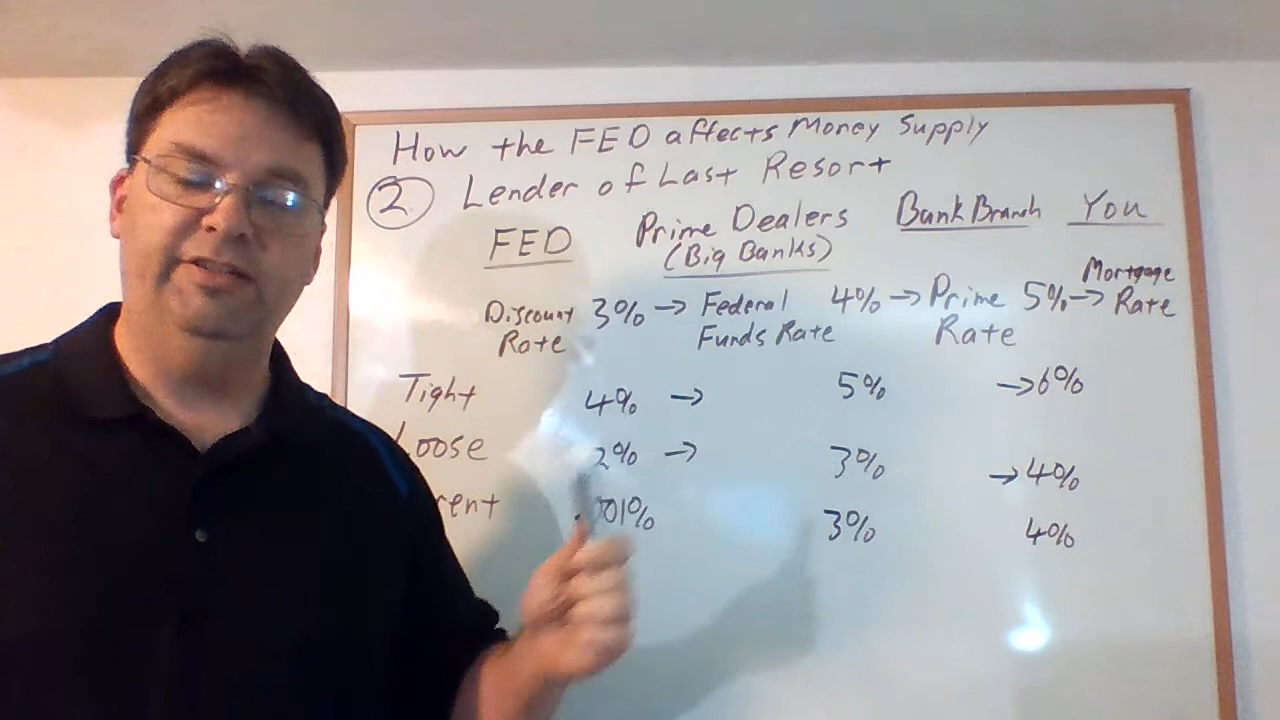 How the FED affects Money Supply
2. Lender of Last Resort
FED Prime Dealers (Big Banks) Bank Branch You
Discount Rate 3% → Federal Funds Rate 4% → Prime Rate 5% → Mortgage Rate
Tight 4% → 5% → 6%
Loose 2% → 3% → 4%
rent 01% 3% 4%